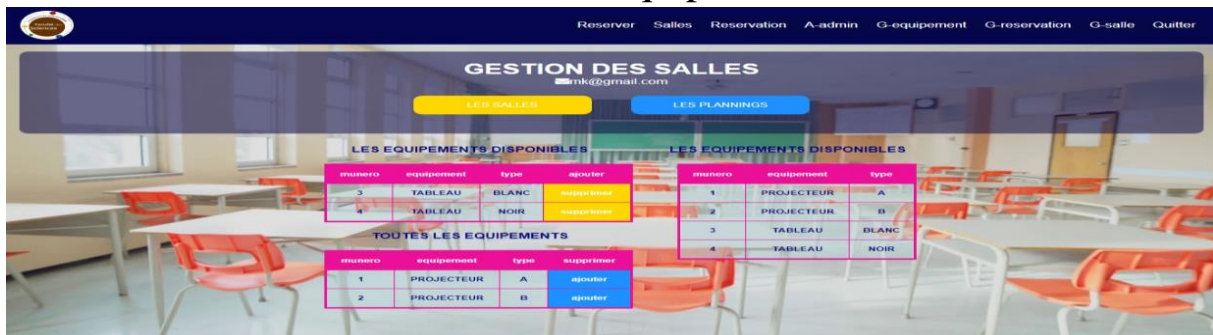 Reserver Salles Reservation A-admin G-equipement G-reservation G-salle Quitter
GESTION DES SALLES
mk@gmail.com
LES SALLES LES PLANNINGS
LES EQUIPEMENTS DISPONIBLES
munero equipement type ajouter
3 TABLEAU BLANC supprimer
4 TABLEAU NOIR supprimer
TOUTES LES EQUIPEMENTS
munero equipement type supprimer
1 PROJECTEUR A ajouter
2 PROJECTEUR B ajouter
LES EQUIPEMENTS DISPONIBLES
munero equipement type
1 PROJECTEUR A
2 PROJECTEUR B
3 TABLEAU BLANC
4 TABLEAU NOIR